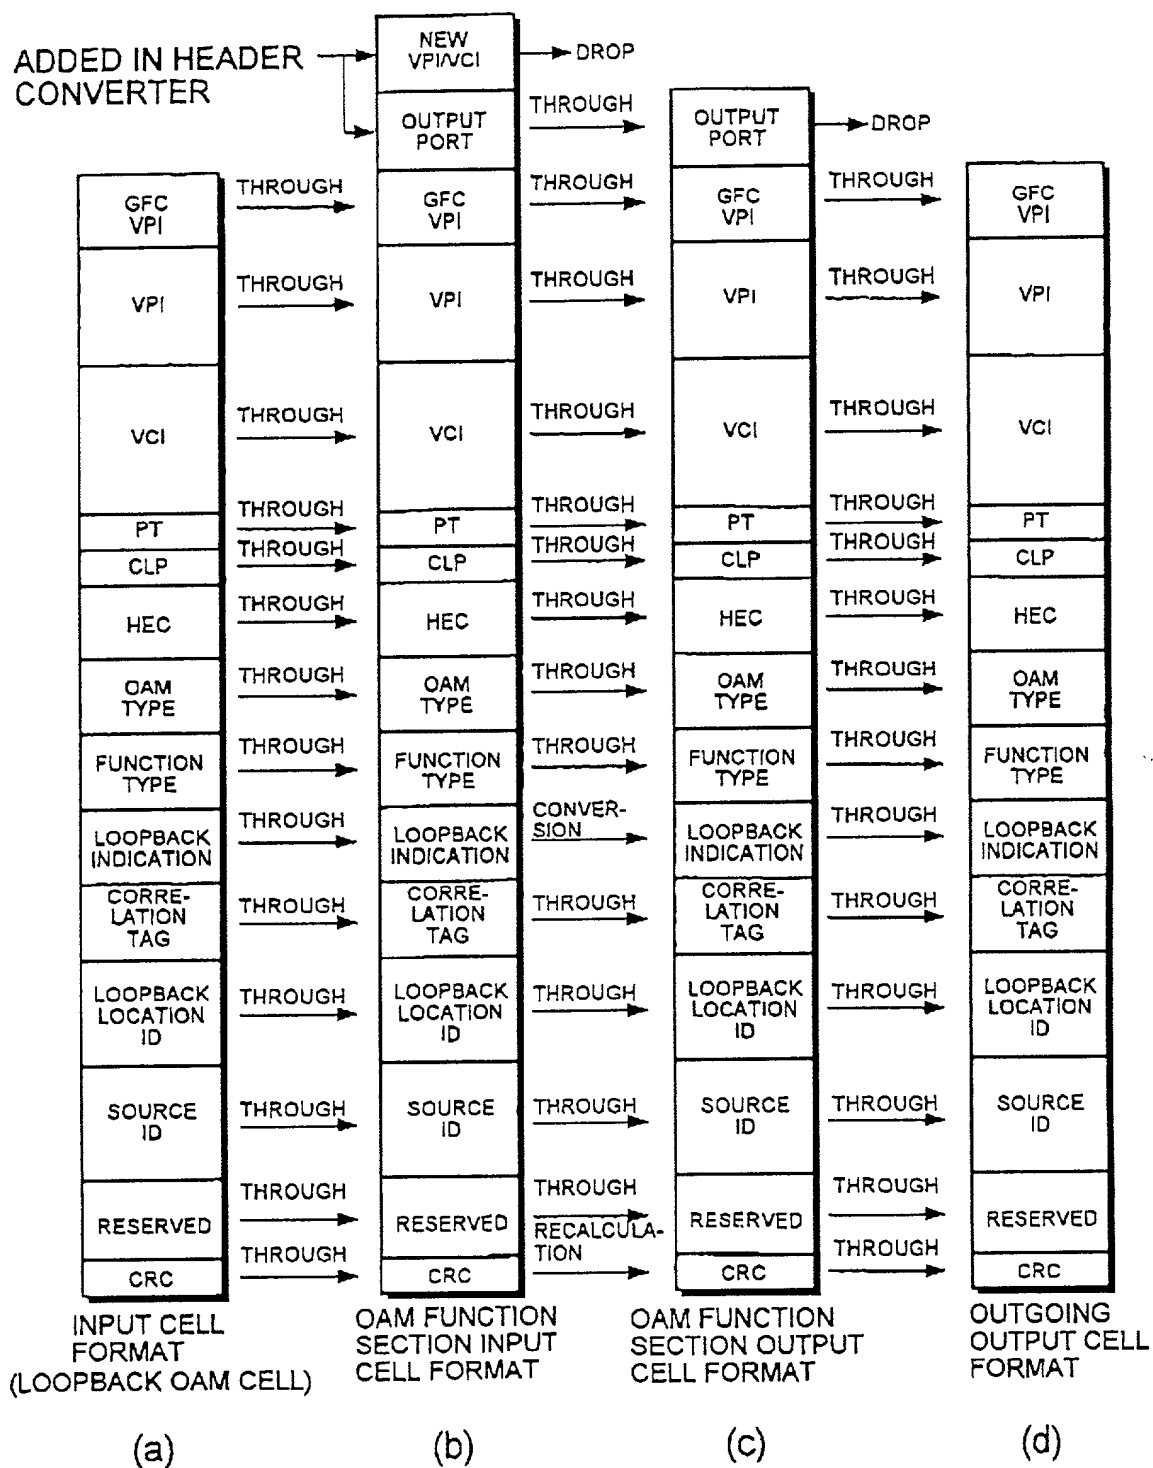 ADDED IN HEADER
CONVERTER
NEW
VPI/VCI
DROP
OUTPUT
PORT
THROUGH
OUTPUT
PORT
DROP
GFC
VPI
THROUGH
GFC
VPI
THROUGH
GFC
VPI
THROUGH
GFC
VPI
VPI
THROUGH
VPI
THROUGH
VPI
THROUGH
VPI
VCI
THROUGH
VCI
THROUGH
VCI
THROUGH
VCI
PT
THROUGH
PT
THROUGH
PT
THROUGH
PT
CLP
THROUGH
CLP
THROUGH
CLP
THROUGH
CLP
HEC
THROUGH
HEC
THROUGH
HEC
THROUGH
HEC
OAM
TYPE
THROUGH
OAM
TYPE
THROUGH
OAM
TYPE
THROUGH
OAM
TYPE
FUNCTION
TYPE
THROUGH
FUNCTION
TYPE
THROUGH
FUNCTION
TYPE
THROUGH
FUNCTION
TYPE
LOOPBACK
INDICATION
THROUGH
LOOPBACK
INDICATION
CONVER-
SION
LOOPBACK
INDICATION
THROUGH
LOOPBACK
INDICATION
CORRE-
LATION
TAG
THROUGH
CORRE-
LATION
TAG
THROUGH
CORRE-
LATION
TAG
THROUGH
CORRE-
LATION
TAG
LOOPBACK
LOCATION
ID
THROUGH
LOOPBACK
LOCATION
ID
THROUGH
LOOPBACK
LOCATION
ID
THROUGH
LOOPBACK
LOCATION
ID
SOURCE
ID
THROUGH
SOURCE
ID
THROUGH
SOURCE
ID
THROUGH
SOURCE
ID
RESERVED
THROUGH
RESERVED
THROUGH
RESERVED
THROUGH
RESERVED
CRC
THROUGH
CRC
RECALCULA-
TION
CRC
THROUGH
CRC
INPUT CELL
FORMAT
(LOOPBACK OAM CELL)
OAM FUNCTION
SECTION INPUT
CELL FORMAT
OAM FUNCTION
SECTION OUTPUT
CELL FORMAT
OUTGOING
OUTPUT CELL
FORMAT
(a)
(b)
(c)
(d)